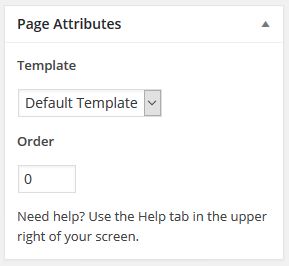 Page Attributes
Template
Default Template
Order
0
Need help? Use the Help tab in the upper
right of your screen.